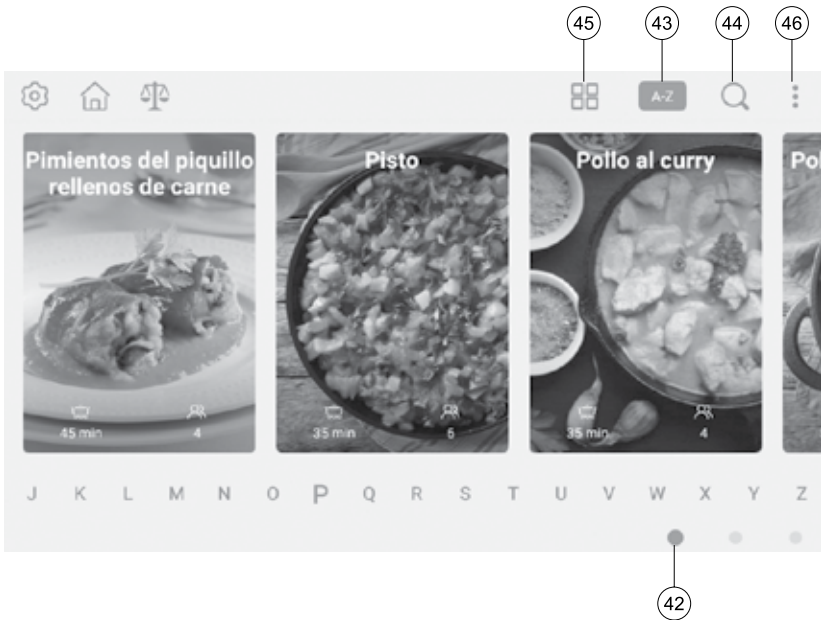 45 43 44 46
A-Z
Pimientos del piquillo
rellenos de carne
Pisto
Pollo al curry
Pol
45 min 4
35 min 6
35 min 4
J K L M N O P Q R S T U V W X Y Z
42